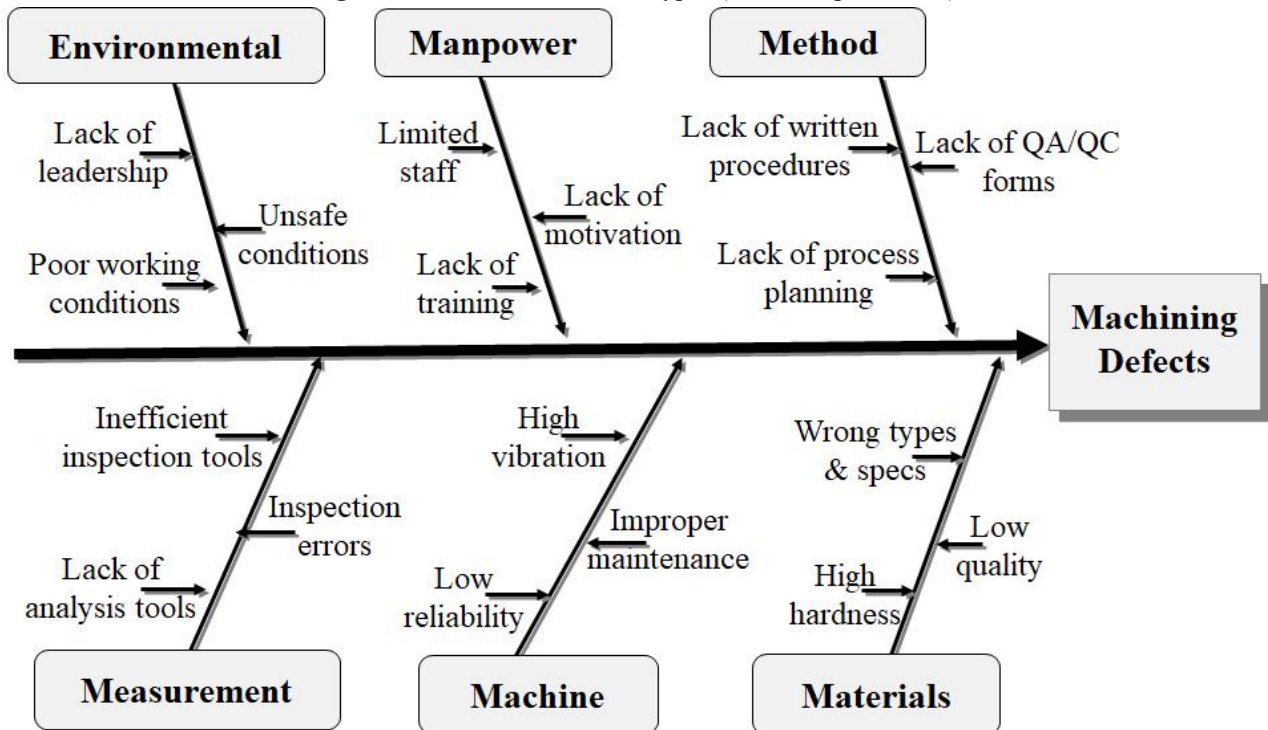 Environmental
Manpower
Method
Lack of
leadership
Unsafe
conditions
Poor working
conditions
Limited
staff
Lack of
motivation
Lack of
training
Lack of written
procedures
Lack of QA/QC
forms
Lack of process
planning
Machining
Defects
Inefficient
inspection tools
Inspection
errors
Lack of
analysis tools
High
vibration
Improper
maintenance
Low
reliability
Wrong types
& specs
Low
quality
High
hardness
Measurement
Machine
Materials